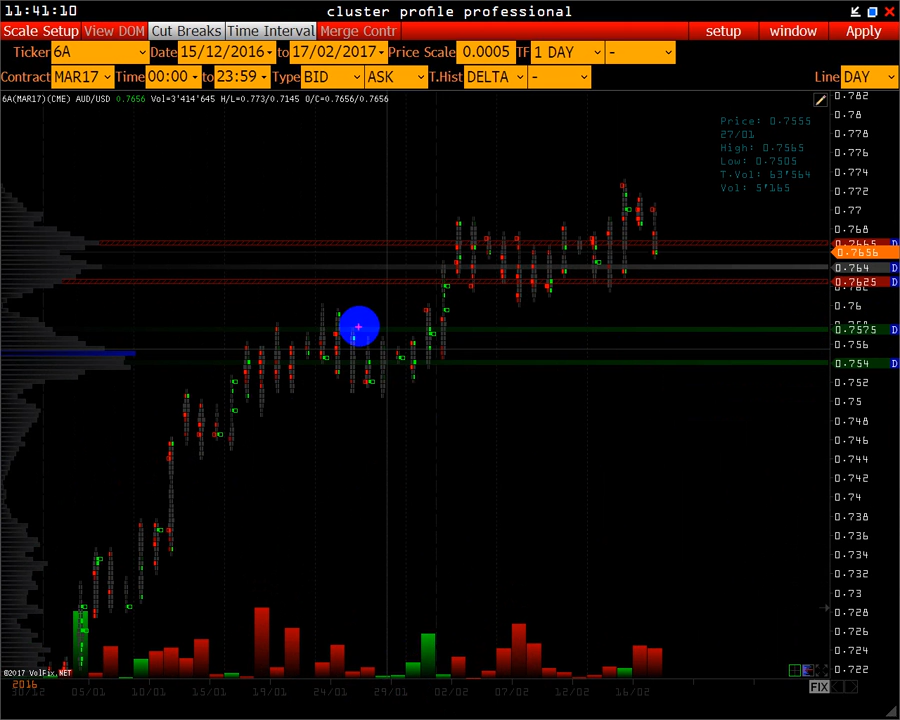 11:41:10 cluster profile professional
Scale Setup View DOM Cut Breaks Time Interval Merge Contr setup window Apply
Ticker 6A Date 15/12/2016 to 17/02/2017 Price Scale 0.0005 TF 1 DAY -
Contract MAR17 Time 00:00 to 23:59 Type BID ASK T.Hist DELTA - Line DAY
6A(MAR17)(CME) AUD/USD 0.7656 Vol=3'414'645 H/L=0.773/0.7145 O/C=0.7656/0.7656
0.782
0.78
Price: 0.7555
27/01
0.778
High: 0.7565
0.776
Low: 0.7505
T.Vol: 63'564
0.774
Vol: 5'165
0.772
0.77
0.768
0.7665 D
0.7656
0.764 D
0.7625 D
0.762
0.76
0.7575 D
0.756
0.754 D
0.752
0.75
0.748
0.746
0.744
0.742
0.74
0.738
0.736
0.734
0.732
0.73
0.728
0.726
0.724
0.722
©2017 VolFix.NET
2016
30/12 05/01 10/01 15/01 19/01 24/01 29/01 02/02 07/02 12/02 16/02
FIX